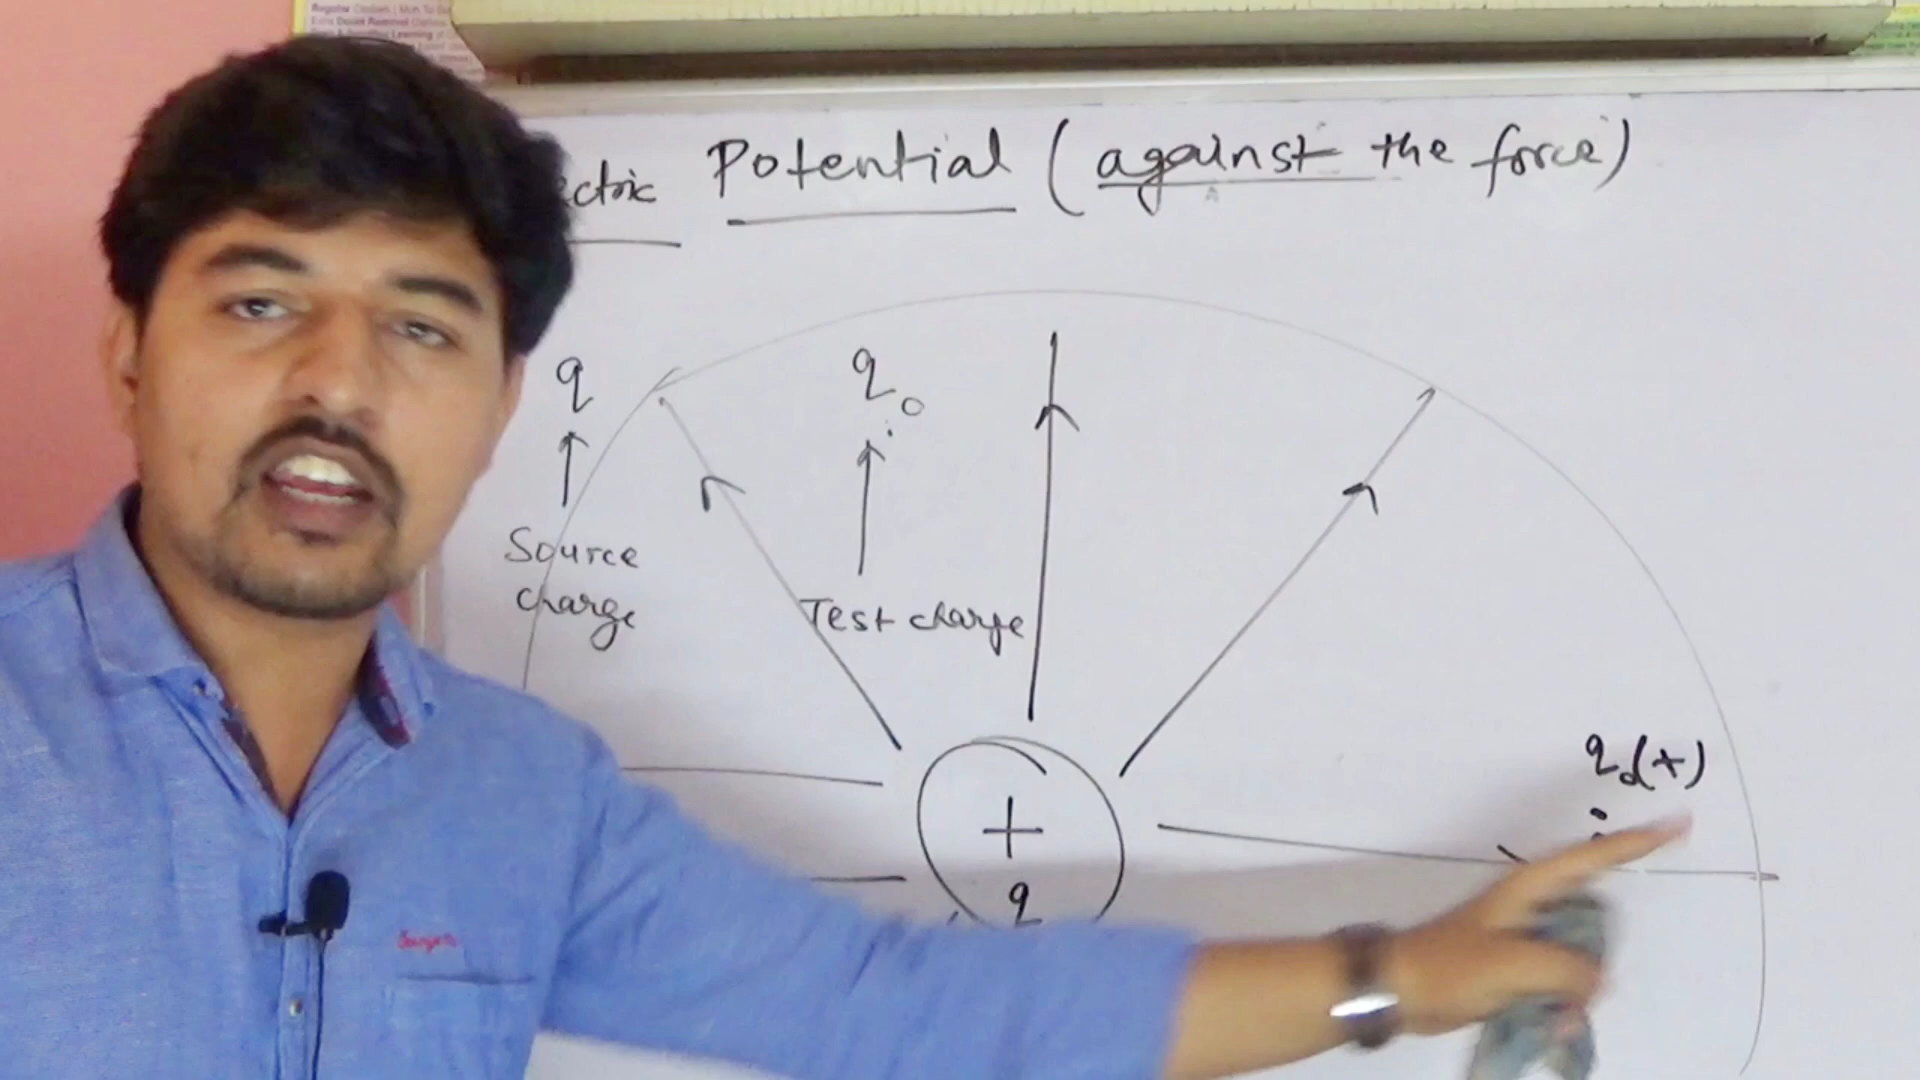 ectric Potential (against the force)
q
q₀
Source
charge
Test charge
q₀(+)
+
q